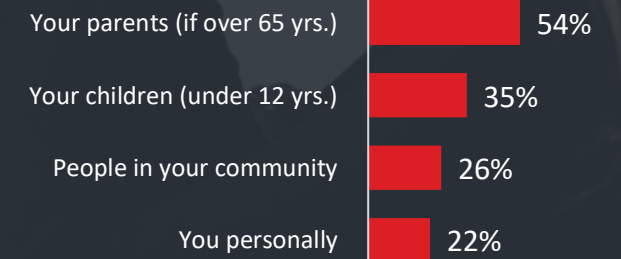 Your parents (if over 65 yrs.) 54%
Your children (under 12 yrs.) 35%
People in your community 26%
You personally 22%